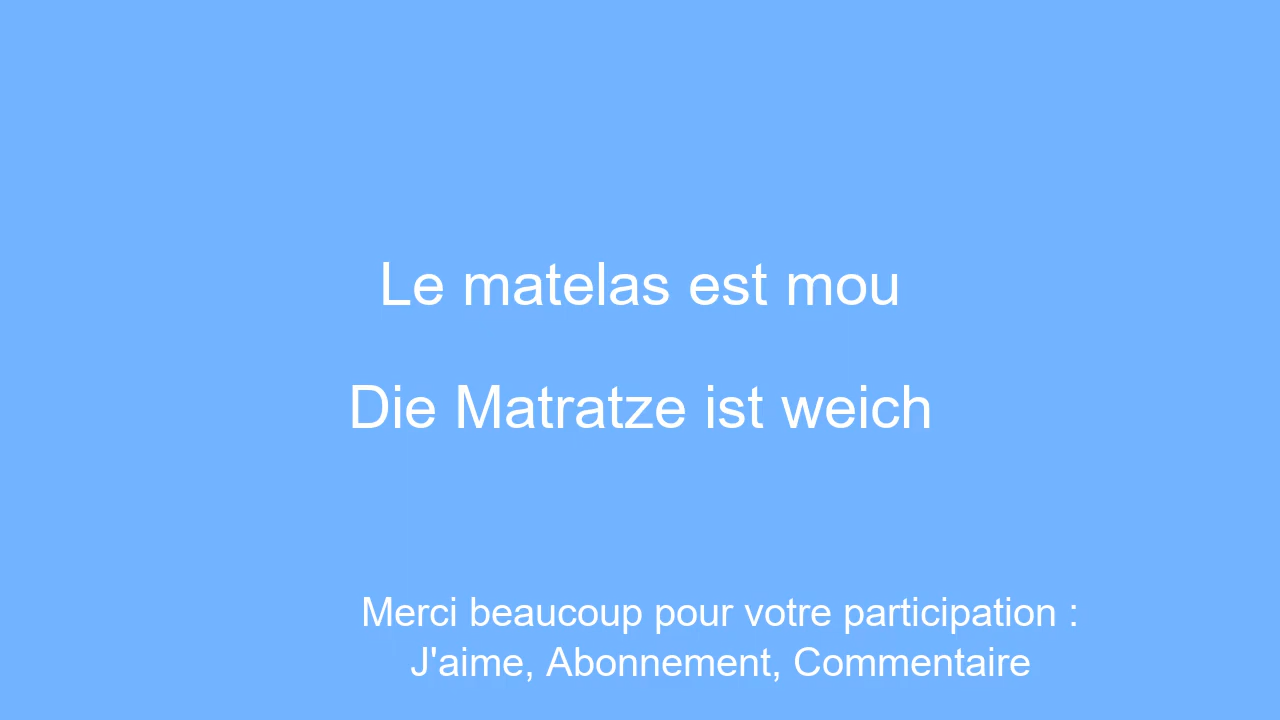 Le matelas est mou
Die Matratze ist weich
Merci beaucoup pour votre participation :
J'aime, Abonnement, Commentaire